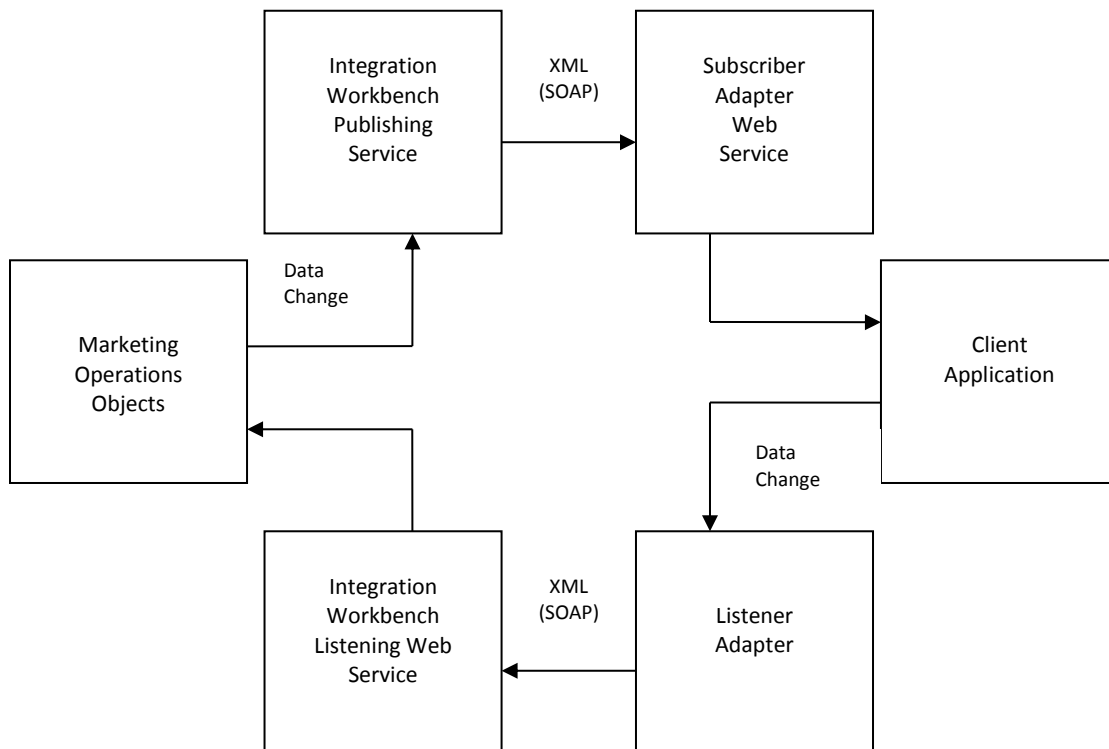 Integration
Workbench
Publishing
Service
XML
(SOAP)
Subscriber
Adapter
Web
Service
Data
Change
Marketing
Operations
Objects
Client
Application
Data
Change
Integration
Workbench
Listening Web
Service
XML
(SOAP)
Listener
Adapter